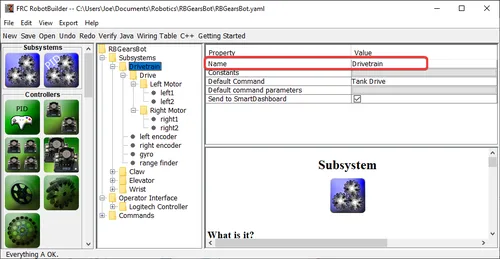 FRC RobotBuilder -- C:\Users\Joe\Documents\Robotics\RBGearsBot\RBGearsBot.yaml
File Edit View Export Help
New Save Open Undo Redo Verify Java Wiring Table C++ Getting Started
Subsystems
PID
Controllers
PID
RBGearsBot
Subsystems
Drivetrain
Drive
Left Motor
left1
left2
Right Motor
right1
right2
left encoder
right encoder
gyro
range finder
Claw
Elevator
Wrist
Operator Interface
Logitech Controller
Commands
Property Value
Name Drivetrain
Constants
Default Command Tank Drive
Default command parameters
Send to SmartDashboard
Subsystem
What is it?
Everything A OK.